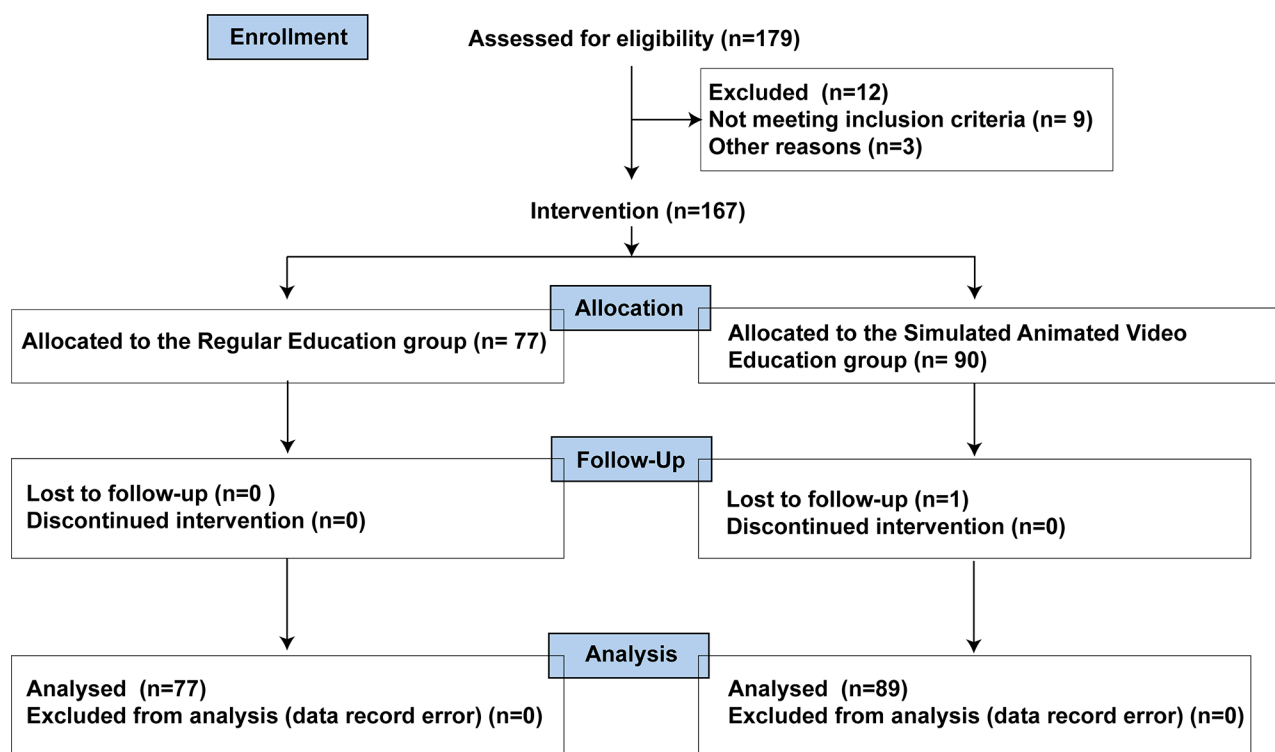 Enrollment
Assessed for eligibility (n=179)
Excluded  (n=12)
Not meeting inclusion criteria (n= 9)
Other reasons (n=3)
Intervention (n=167)
Allocation
Allocated to the Regular Education group (n= 77)
Allocated to the Simulated Animated Video
Education group (n= 90)
Follow-Up
Lost to follow-up (n=0 )
Discontinued intervention (n=0)
Lost to follow-up (n=1)
Discontinued intervention (n=0)
Analysis
Analysed  (n=77)
Excluded from analysis (data record error) (n=0)
Analysed  (n=89)
Excluded from analysis (data record error) (n=0)